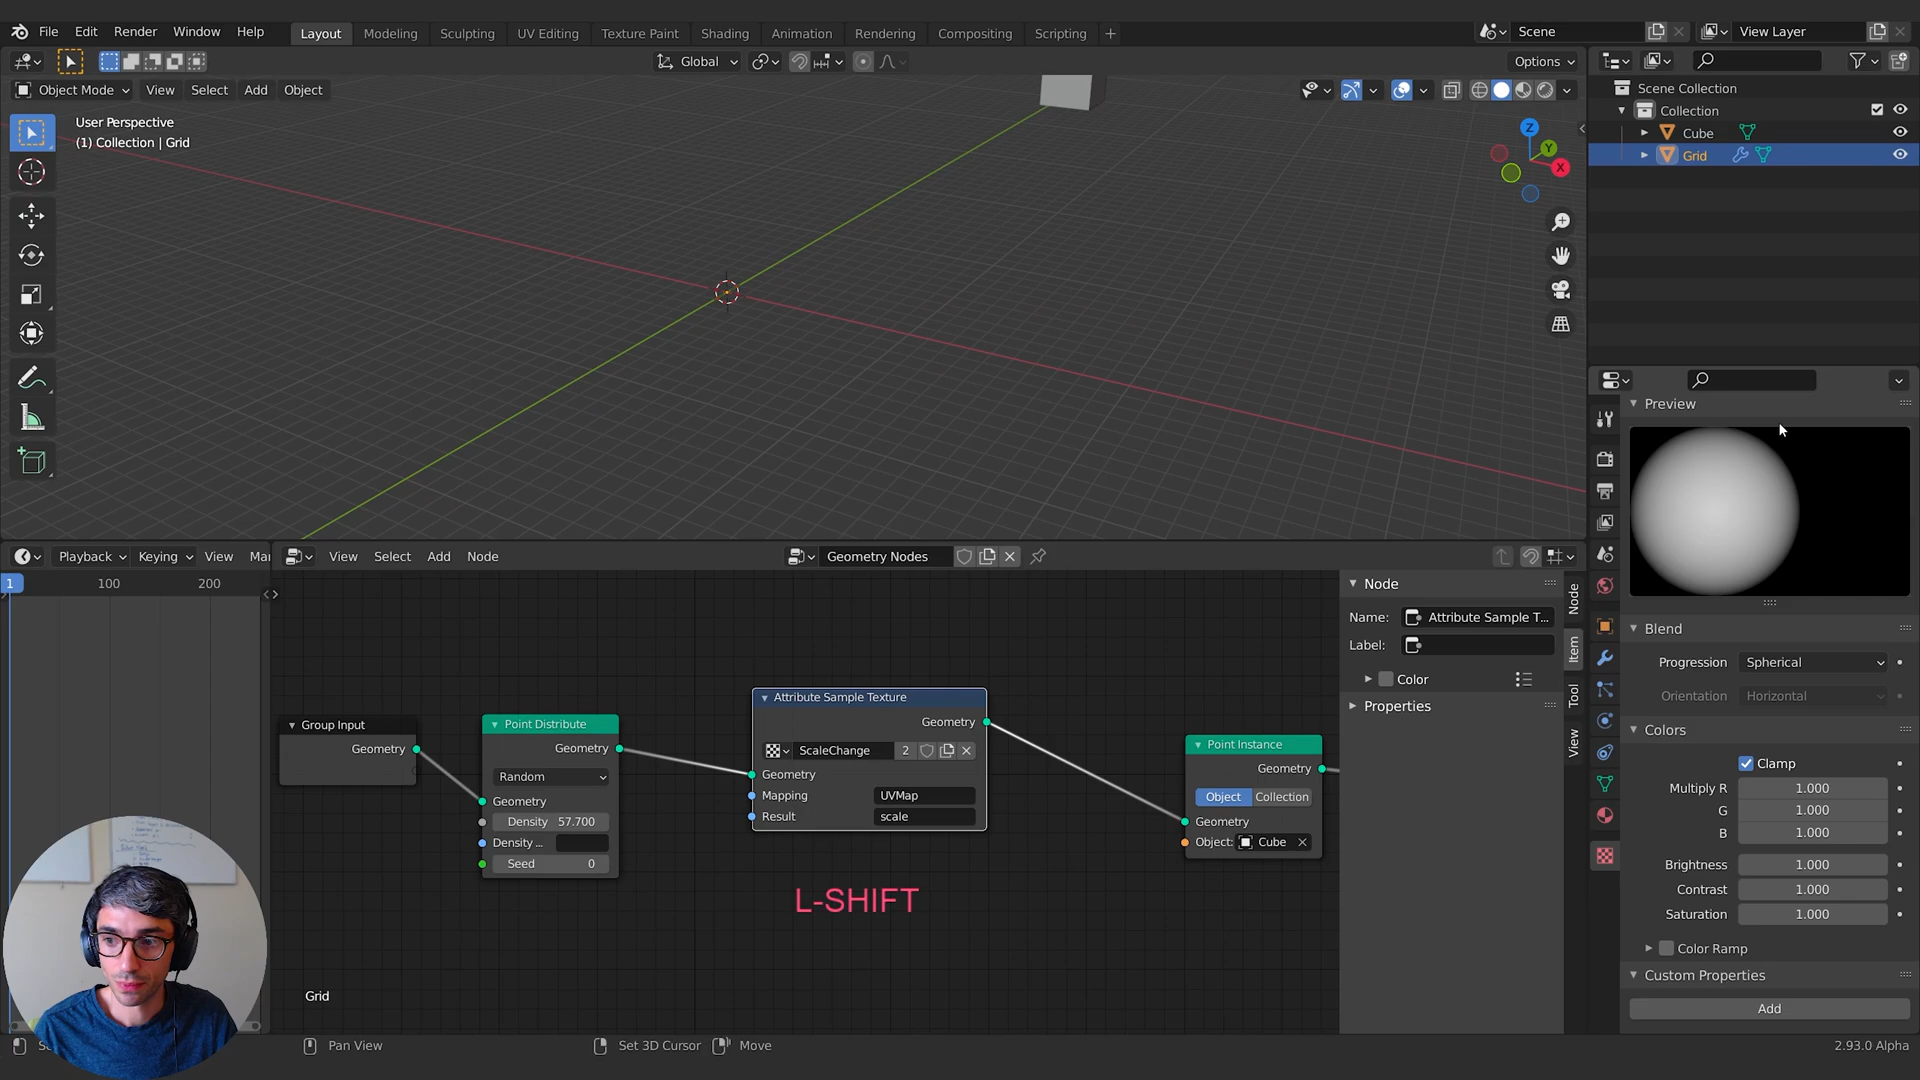 File Edit Render Window Help Layout Modeling Sculpting UV Editing Texture Paint Shading Animation Rendering Compositing Scripting + Scene View Layer
Global Options
Object Mode View Select Add Object
User Perspective
(1) Collection | Grid
Z
Y
X
Scene Collection
Collection
Cube
Grid
Preview
Blend
Progression Spherical
Orientation Horizontal
Colors
Clamp
Multiply R 1.000
G 1.000
B 1.000
Brightness 1.000
Contrast 1.000
Saturation 1.000
Color Ramp
Custom Properties
Add
Playback Keying View Mar View Select Add Node Geometry Nodes
1 100 200
Group Input
Geometry
Point Distribute
Geometry
Random
Geometry
Density 57.700
Density ...
Seed 0
Attribute Sample Texture
Geometry
ScaleChange 2
Geometry
Mapping UVMap
Result scale
Point Instance
Geometry
Object Collection
Geometry
Object: Cube
L-SHIFT
Grid
Node
Name: Attribute Sample T...
Label:
Color
Properties
Node
Item
Tool
View
Pan View Set 3D Cursor Move 2.93.0 Alpha